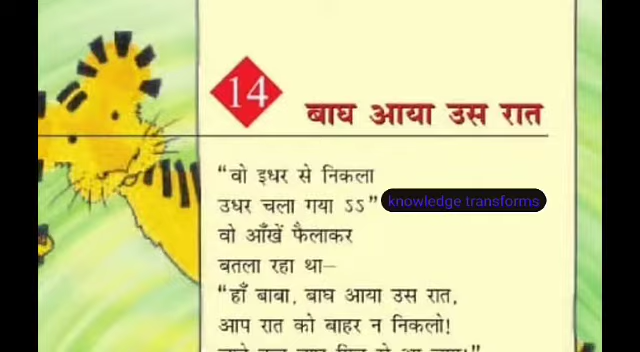 14
बाघ आया उस रात
“वो इधर से निकला
उधर चला गया ऽऽ”
knowledge transforms
वो आँखें फैलाकर
बतला रहा था—
“हाँ बाबा, बाघ आया उस रात,
आप रात को बाहर न निकलो!